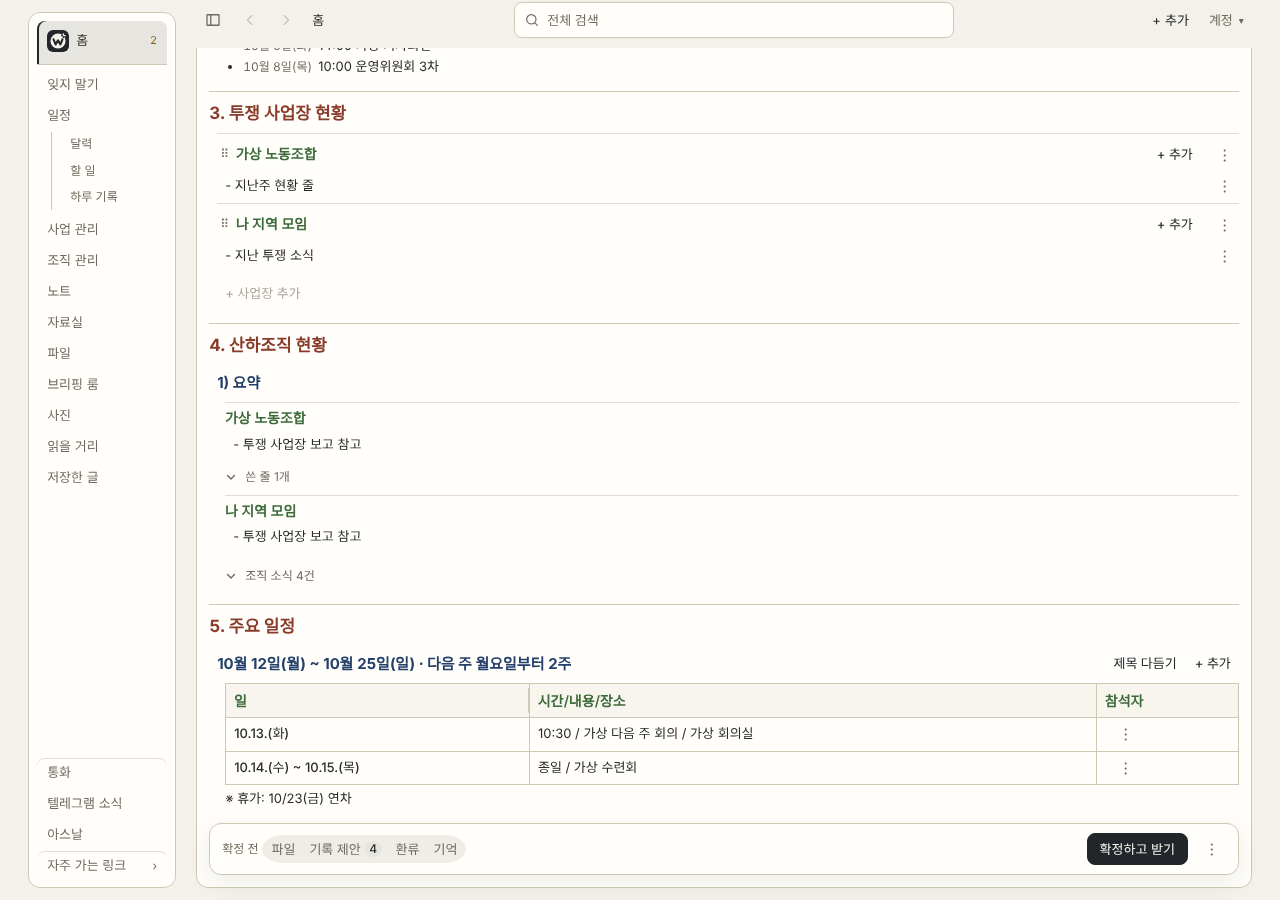 홈 2
잊지 말기
일정
달력
할 일
하루 기록
사업 관리
조직 관리
노트
자료실
파일
브리핑 룸
사진
읽을 거리
저장한 글
통화
텔레그램 소식
아스날
자주 가는 링크 ›
홈
전체 검색
+ 추가 계정 ▾
• 10월 8일(목) 10:00 운영위원회 3차
3. 투쟁 사업장 현황
가상 노동조합 + 추가
- 지난주 현황 줄
나 지역 모임 + 추가
- 지난 투쟁 소식
+ 사업장 추가
4. 산하조직 현황
1) 요약
가상 노동조합
- 투쟁 사업장 보고 참고
쓴 줄 1개
나 지역 모임
- 투쟁 사업장 보고 참고
조직 소식 4건
5. 주요 일정
10월 12일(월) ~ 10월 25일(일) · 다음 주 월요일부터 2주 제목 다듬기 + 추가
일 시간/내용/장소 참석자
10.13.(화) 10:30 / 가상 다음 주 회의 / 가상 회의실
10.14.(수) ~ 10.15.(목) 종일 / 가상 수련회
※ 휴가: 10/23(금) 연차
확정 전 파일 기록 제안 4 환류 기억 확정하고 받기